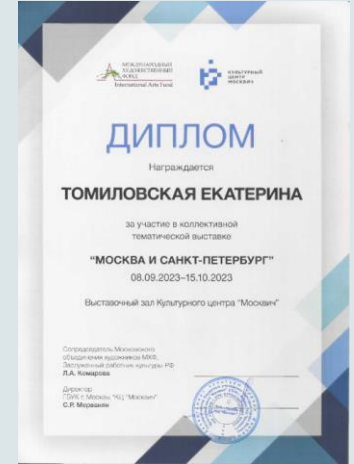 МЕЖДУНАРОДНЫЙ
ХУДОЖЕСТВЕННЫЙ
ФОНД
International Arts Fund
КУЛЬТУРНЫЙ
ЦЕНТР
МОСКВИЧ
ДИПЛОМ
Награждается
ТОМИЛОВСКАЯ ЕКАТЕРИНА
за участие в коллективной
тематической выставке
“МОСКВА И САНКТ-ПЕТЕРБУРГ”
08.09.2023–15.10.2023
Выставочный зал Культурного центра “Москвич”
Сопредседатель Московского
объединения художников МХФ,
Заслуженный работник культуры РФ
Л.А. Комарова
Директор
ГБУК г. Москвы “КЦ “Москвич”
С.Р. Мерванян